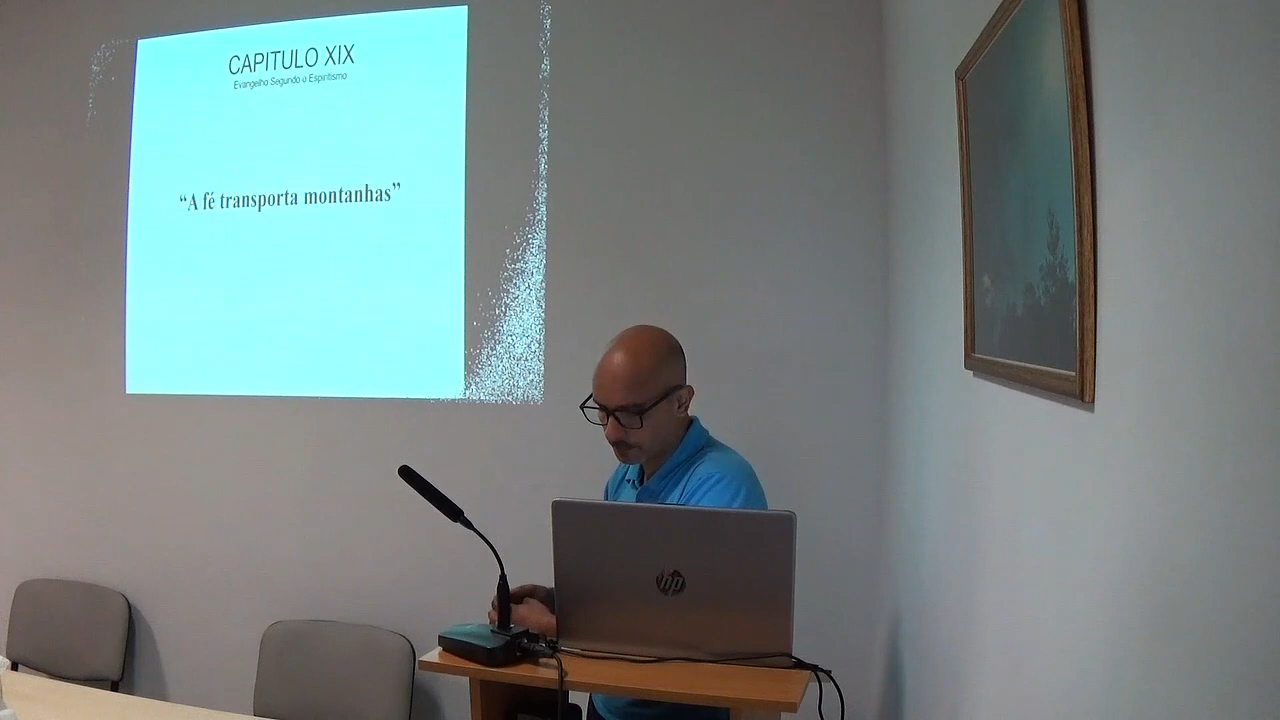 CAPITULO XIX
Evangelho Segundo o Espiritismo
“A fé transporta montanhas”
hp